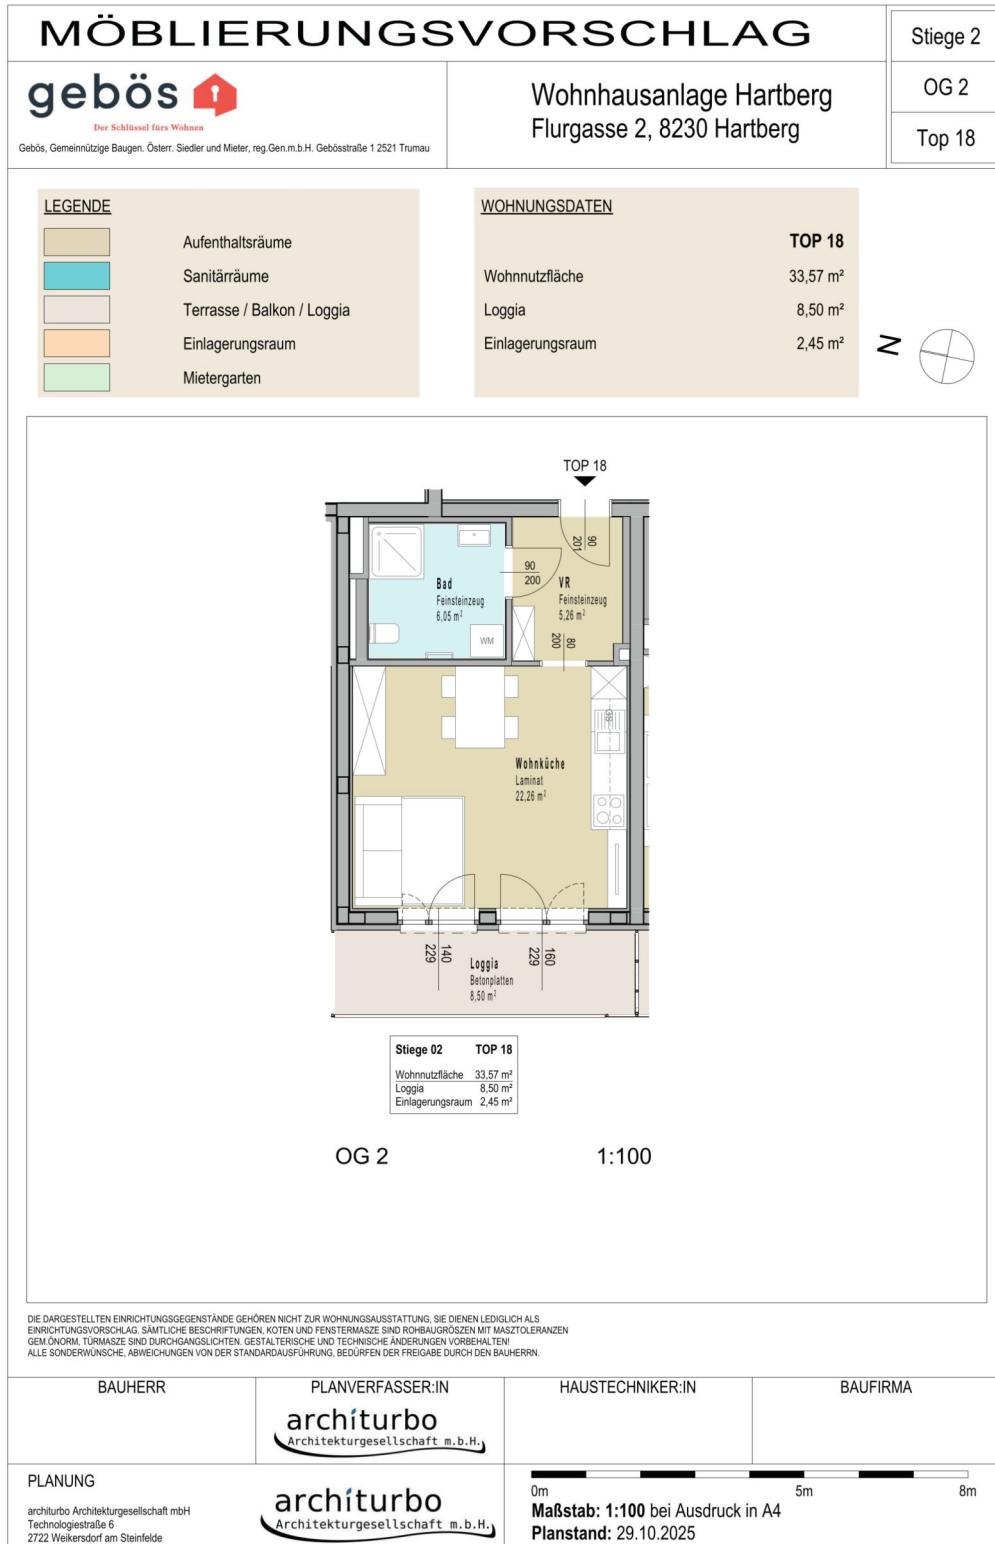 MÖBLIERUNGSVORSCHLAG
Stiege 2
gebös
Der Schlüssel fürs Wohnen
Gebös, Gemeinnützige Baugen. Österr. Siedler und Mieter, reg.Gen.m.b.H. Gebösstraße 1 2521 Trumau
Wohnhausanlage Hartberg
Flurgasse 2, 8230 Hartberg
OG 2
Top 18
LEGENDE
Aufenthaltsräume
Sanitärräume
Terrasse / Balkon / Loggia
Einlagerungsraum
Mietergarten
WOHNUNGSDATEN
TOP 18
Wohnnutzfläche 33,57 m²
Loggia 8,50 m²
Einlagerungsraum 2,45 m²
N
TOP 18
90
201
90
200
Bad
Feinsteinzeug
6,05 m²
VR
Feinsteinzeug
5,26 m²
WM
80
200
GS
Wohnküche
Laminat
22,26 m²
140
229
160
229
Loggia
Betonplatten
8,50 m²
Stiege 02 TOP 18
Wohnnutzfläche 33,57 m²
Loggia 8,50 m²
Einlagerungsraum 2,45 m²
OG 2 1:100
DIE DARGESTELLTEN EINRICHTUNGSGEGENSTÄNDE GEHÖREN NICHT ZUR WOHNUNGSAUSSTATTUNG, SIE DIENEN LEDIGLICH ALS
EINRICHTUNGSVORSCHLAG. SÄMTLICHE BESCHRIFTUNGEN, KOTEN UND FENSTERMASZE SIND ROHBAUGRÖSZEN MIT MASZTOLERANZEN
GEM.ÖNORM, TÜRMASZE SIND DURCHGANGSLICHTEN. GESTALTERISCHE UND TECHNISCHE ÄNDERUNGEN VORBEHALTEN!
ALLE SONDERWÜNSCHE, ABWEICHUNGEN VON DER STANDARDAUSFÜHRUNG, BEDÜRFEN DER FREIGABE DURCH DEN BAUHERRN.
BAUHERR
PLANVERFASSER:IN
architurbo
Architekturgesellschaft m.b.H.
HAUSTECHNIKER:IN
BAUFIRMA
PLANUNG
architurbo Architekturgesellschaft mbH
Technologiestraße 6
2722 Weikersdorf am Steinfelde
architurbo
Architekturgesellschaft m.b.H.
0m 5m 8m
Maßstab: 1:100 bei Ausdruck in A4
Planstand: 29.10.2025